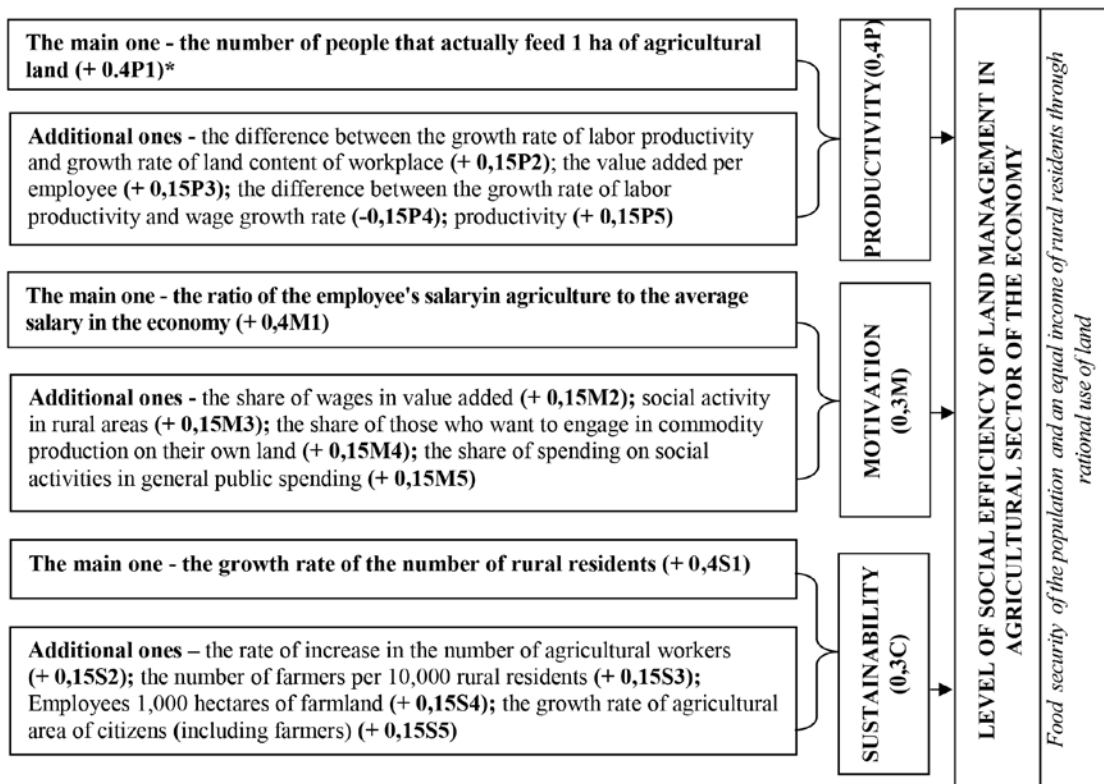 The main one - the number of people that actually feed 1 ha of agricultural
land (+ 0.4P1)*
Additional ones - the difference between the growth rate of labor productivity
and growth rate of land content of workplace (+ 0,15P2); the value added per
employee (+ 0,15P3); the difference between the growth rate of labor
productivity and wage growth rate (-0,15P4); productivity (+ 0,15P5)
PRODUCTIVITY(0,4P)
The main one - the ratio of the employee's salaryin agriculture to the average
salary in the economy (+ 0,4M1)
Additional ones - the share of wages in value added (+ 0,15M2); social activity
in rural areas (+ 0,15M3); the share of those who want to engage in commodity
production on their own land (+ 0,15M4); the share of spending on social
activities in general public spending (+ 0,15M5)
MOTIVATION
(0,3M)
The main one - the growth rate of the number of rural residents (+ 0,4S1)
Additional ones – the rate of increase in the number of agricultural workers
(+ 0,15S2); the number of farmers per 10,000 rural residents (+ 0,15S3);
Employees 1,000 hectares of farmland (+ 0,15S4); the growth rate of agricultural
area of citizens (including farmers) (+ 0,15S5)
SUSTAINABILITY
(0,3C)
LEVEL OF SOCIAL EFFICIENCY OF LAND MANAGEMENT IN
AGRICULTURAL SECTOR OF THE ECONOMY
Food security of the population and an equal income of rural residents through
rational use of land